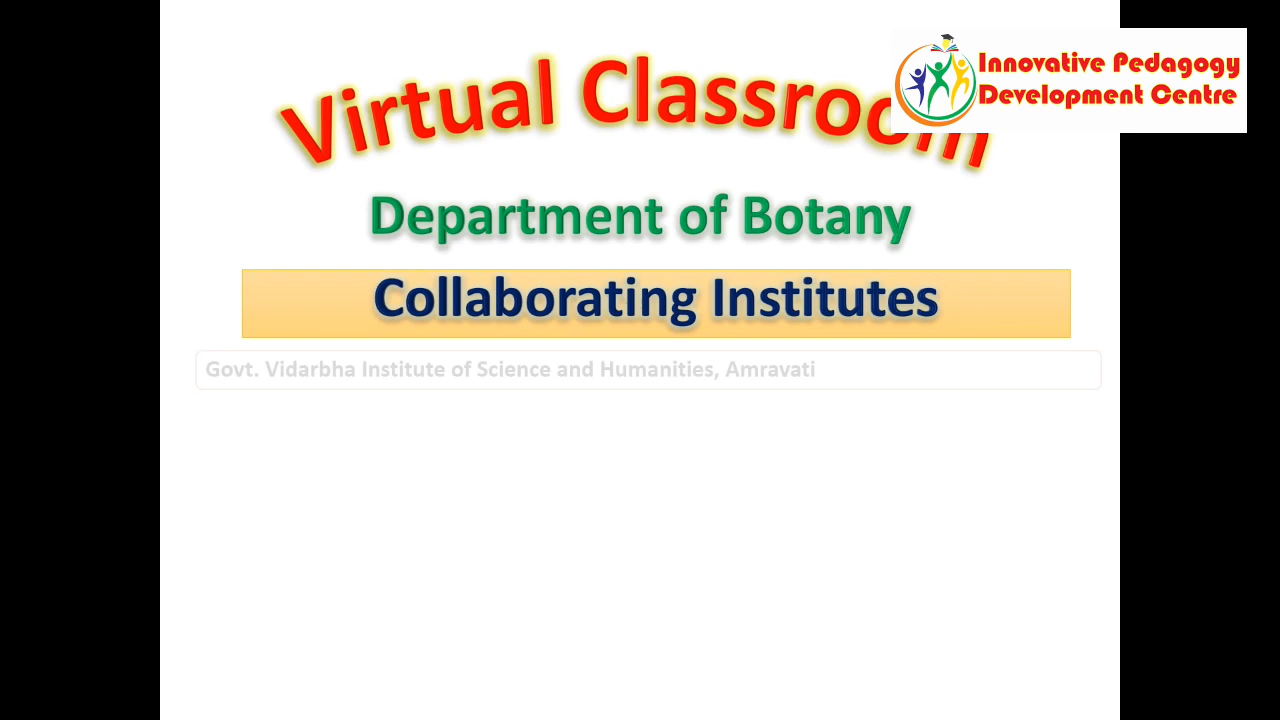 Virtual Classroom
Innovative Pedagogy
Development Centre
Department of Botany
Collaborating Institutes
Govt. Vidarbha Institute of Science and Humanities, Amravati